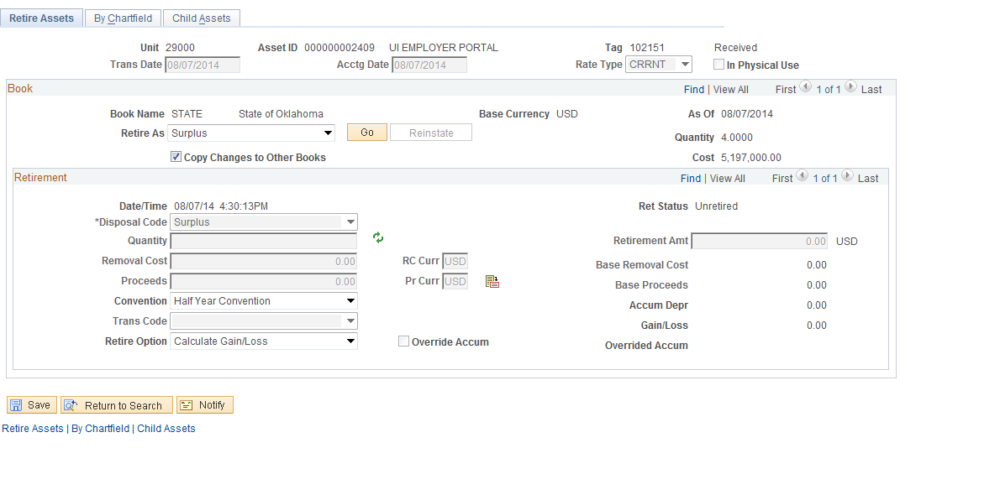 Retire Assets By Chartfield Child Assets
Unit 29000 Asset ID 000000002409 UI EMPLOYER PORTAL Tag 102151 Received
Trans Date 08/07/2014 Acctg Date 08/07/2014 Rate Type CRRNT In Physical Use
Book Find | View All First 1 of 1 Last
Book Name STATE State of Oklahoma Base Currency USD As Of 08/07/2014
Retire As Surplus Go Reinstate Quantity 4.0000
Copy Changes to Other Books Cost 5,197,000.00
Retirement Find | View All First 1 of 1 Last
Date/Time 08/07/14 4:30:13PM Ret Status Unretired
*Disposal Code Surplus
Quantity Retirement Amt 0.00 USD
Removal Cost 0.00 RC Curr USD Base Removal Cost 0.00
Proceeds 0.00 Pr Curr USD Base Proceeds 0.00
Convention Half Year Convention Accum Depr 0.00
Trans Code Gain/Loss 0.00
Retire Option Calculate Gain/Loss Override Accum Overrided Accum
Save Return to Search Notify
Retire Assets | By Chartfield | Child Assets